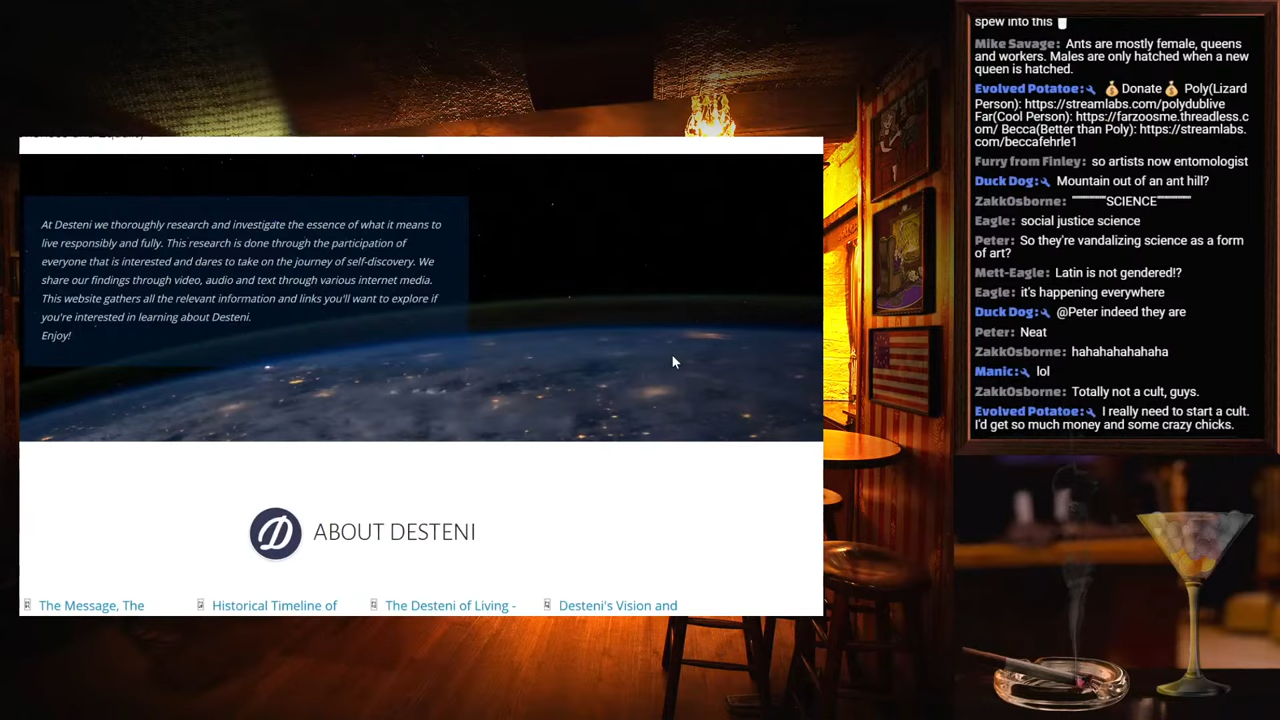 At Desteni we thoroughly research and investigate the essence of what it means to
live responsibly and fully. This research is done through the participation of
everyone that is interested and dares to take on the journey of self-discovery. We
share our findings through video, audio and text through various internet media.
This website gathers all the relevant information and links you'll want to explore if
you're interested in learning about Desteni.
Enjoy!
D ABOUT DESTENI
The Message, The
Historical Timeline of
The Desteni of Living -
Desteni's Vision and
spew into this
Mike Savage: Ants are mostly female, queens
and workers. Males are only hatched when a new
queen is hatched.
Evolved Potatoe: 💰Donate💰 Poly(Lizard
Person): https://streamlabs.com/polydublive
Far(Cool Person): https://farzoosme.threadless.c
om/ Becca(Better than Poly): https://streamlabs.
com/beccafehrle1
Furry from Finley: so artists now entomologist
Duck Dog: Mountain out of an ant hill?
ZakkOsborne: """"""SCIENCE""""""
Eagle: social justice science
Peter: So they're vandalizing science as a form
of art?
Mett-Eagle: Latin is not gendered!?
Eagle: it's happening everywhere
Duck Dog: @Peter indeed they are
Peter: Neat
ZakkOsborne: hahahahahahaha
Manic: lol
ZakkOsborne: Totally not a cult, guys.
Evolved Potatoe: I really need to start a cult.
I'd get so much money and some crazy chicks.